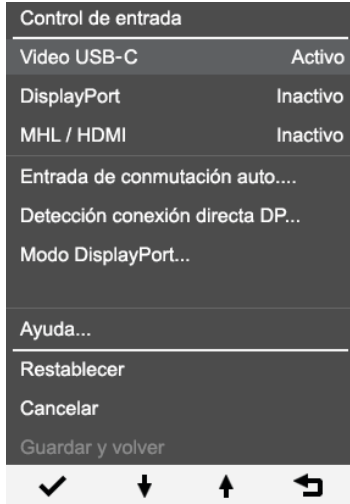 Control de entrada
Video USB-C Activo
DisplayPort Inactivo
MHL / HDMI Inactivo
Entrada de conmutación auto....
Detección conexión directa DP...
Modo DisplayPort...
Ayuda...
Restablecer
Cancelar
Guardar y volver